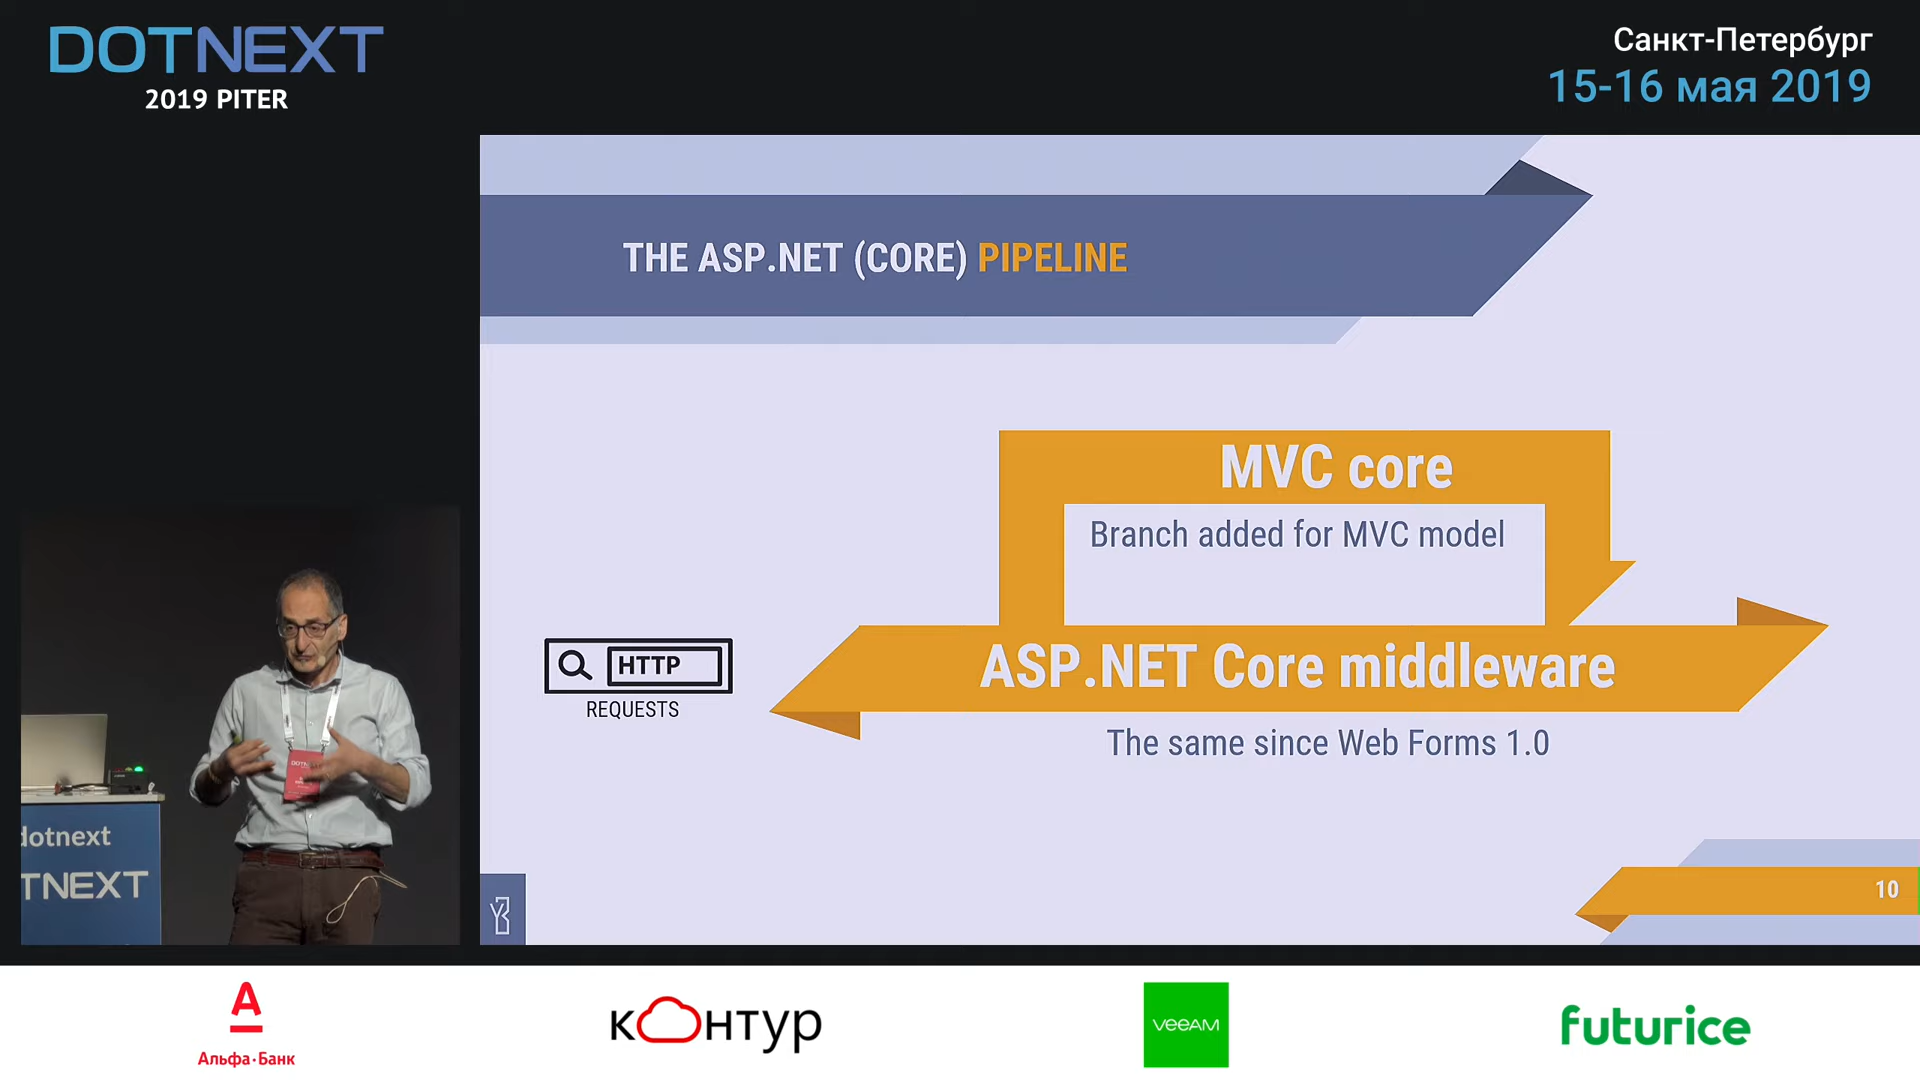 DOTNEXT
2019 PITER
Санкт-Петербург
15-16 мая 2019
THE ASP.NET (CORE) PIPELINE
MVC core
Branch added for MVC model
HTTP
REQUESTS
ASP.NET Core middleware
The same since Web Forms 1.0
dotnext
TNEXT
10
А
Альфа·Банк
контур
veeam
futurice